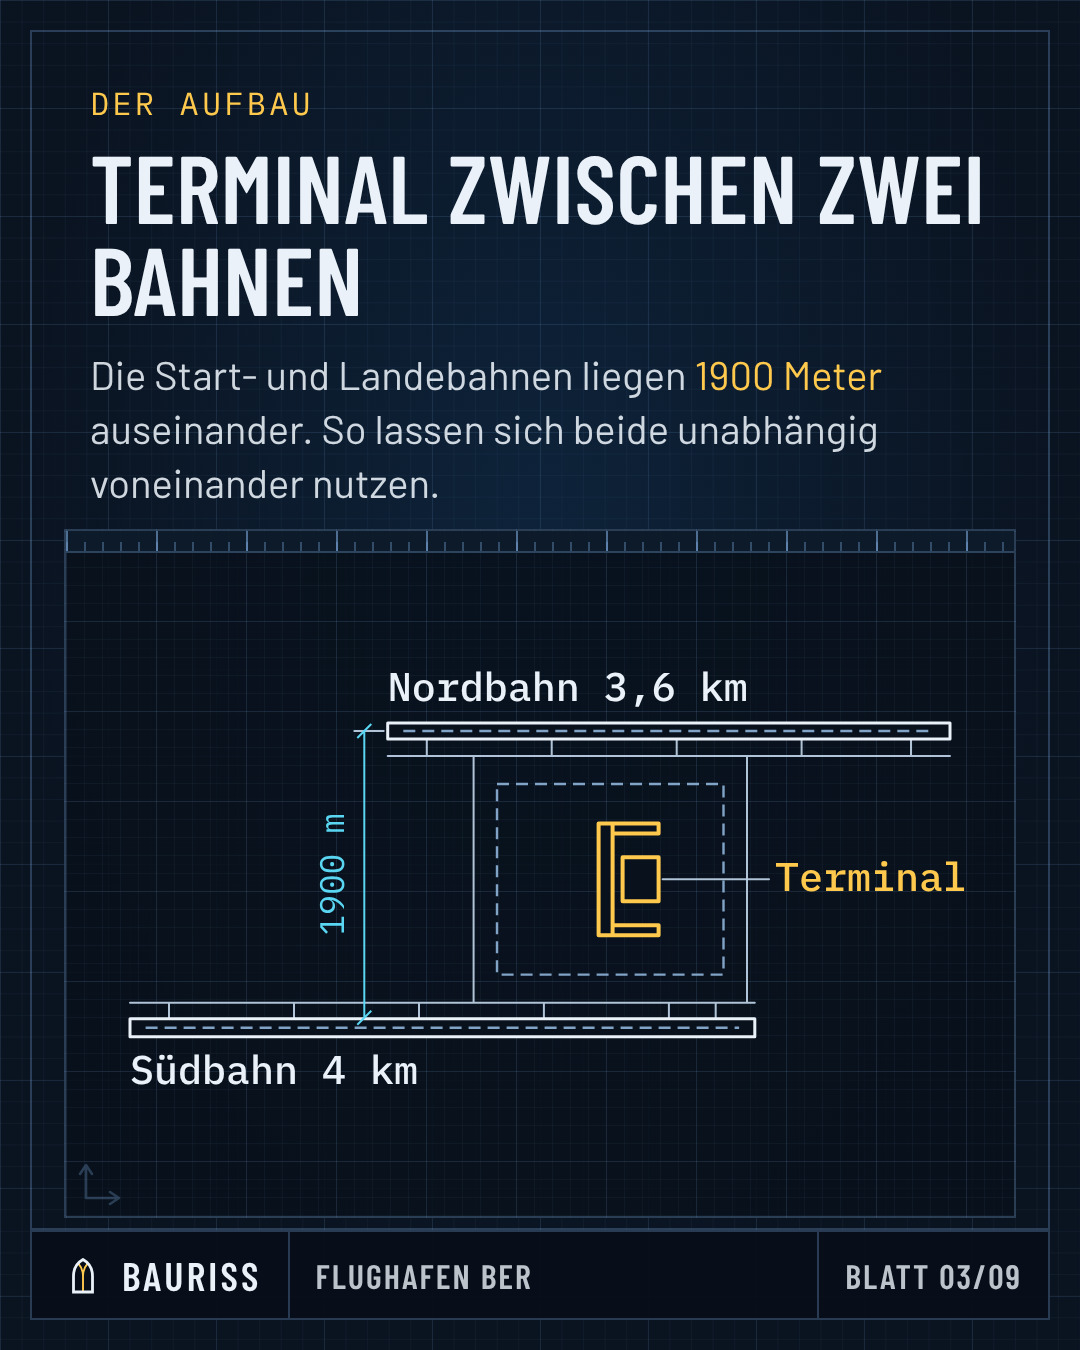 DER AUFBAU
TERMINAL ZWISCHEN ZWEI
BAHNEN
Die Start- und Landebahnen liegen 1900 Meter
auseinander. So lassen sich beide unabhängig
voneinander nutzen.
Nordbahn 3,6 km
1900 m
Terminal
Südbahn 4 km
BAURISS
FLUGHAFEN BER
BLATT 03/09